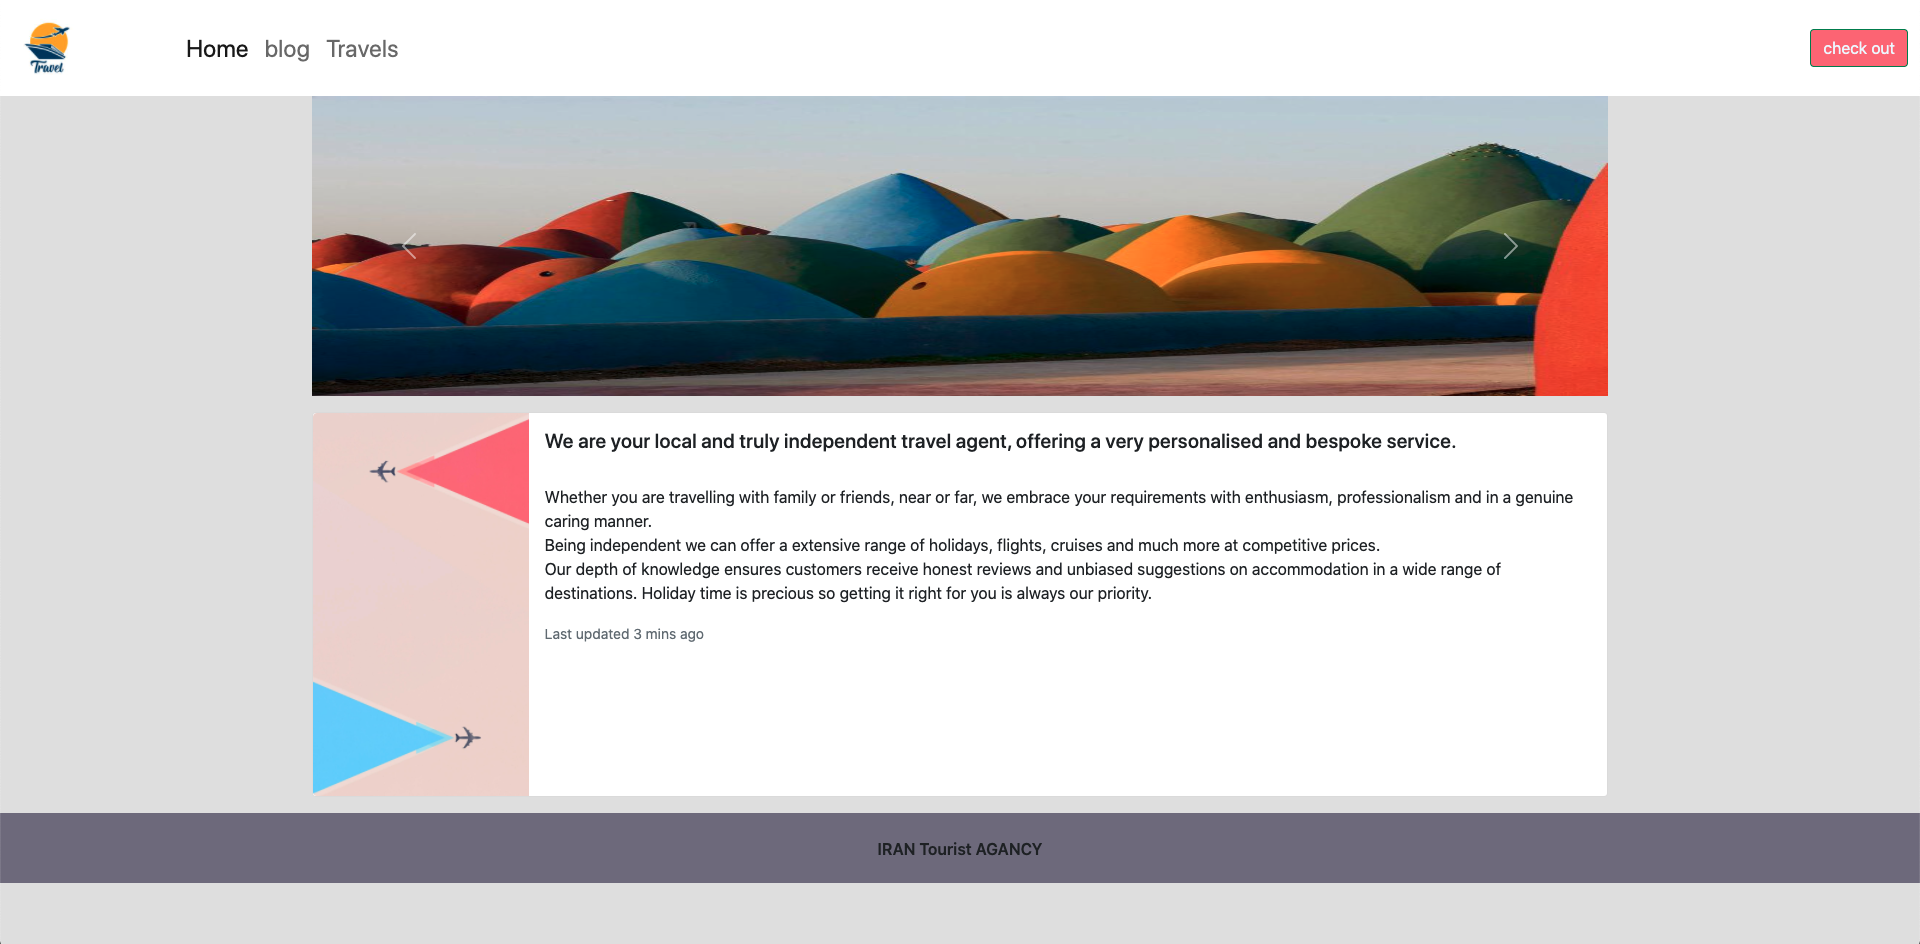 Travel
Home blog Travels
check out
We are your local and truly independent travel agent, offering a very personalised and bespoke service.
Whether you are travelling with family or friends, near or far, we embrace your requirements with enthusiasm, professionalism and in a genuine
caring manner.
Being independent we can offer a extensive range of holidays, flights, cruises and much more at competitive prices.
Our depth of knowledge ensures customers receive honest reviews and unbiased suggestions on accommodation in a wide range of
destinations. Holiday time is precious so getting it right for you is always our priority.
Last updated 3 mins ago
IRAN Tourist AGANCY